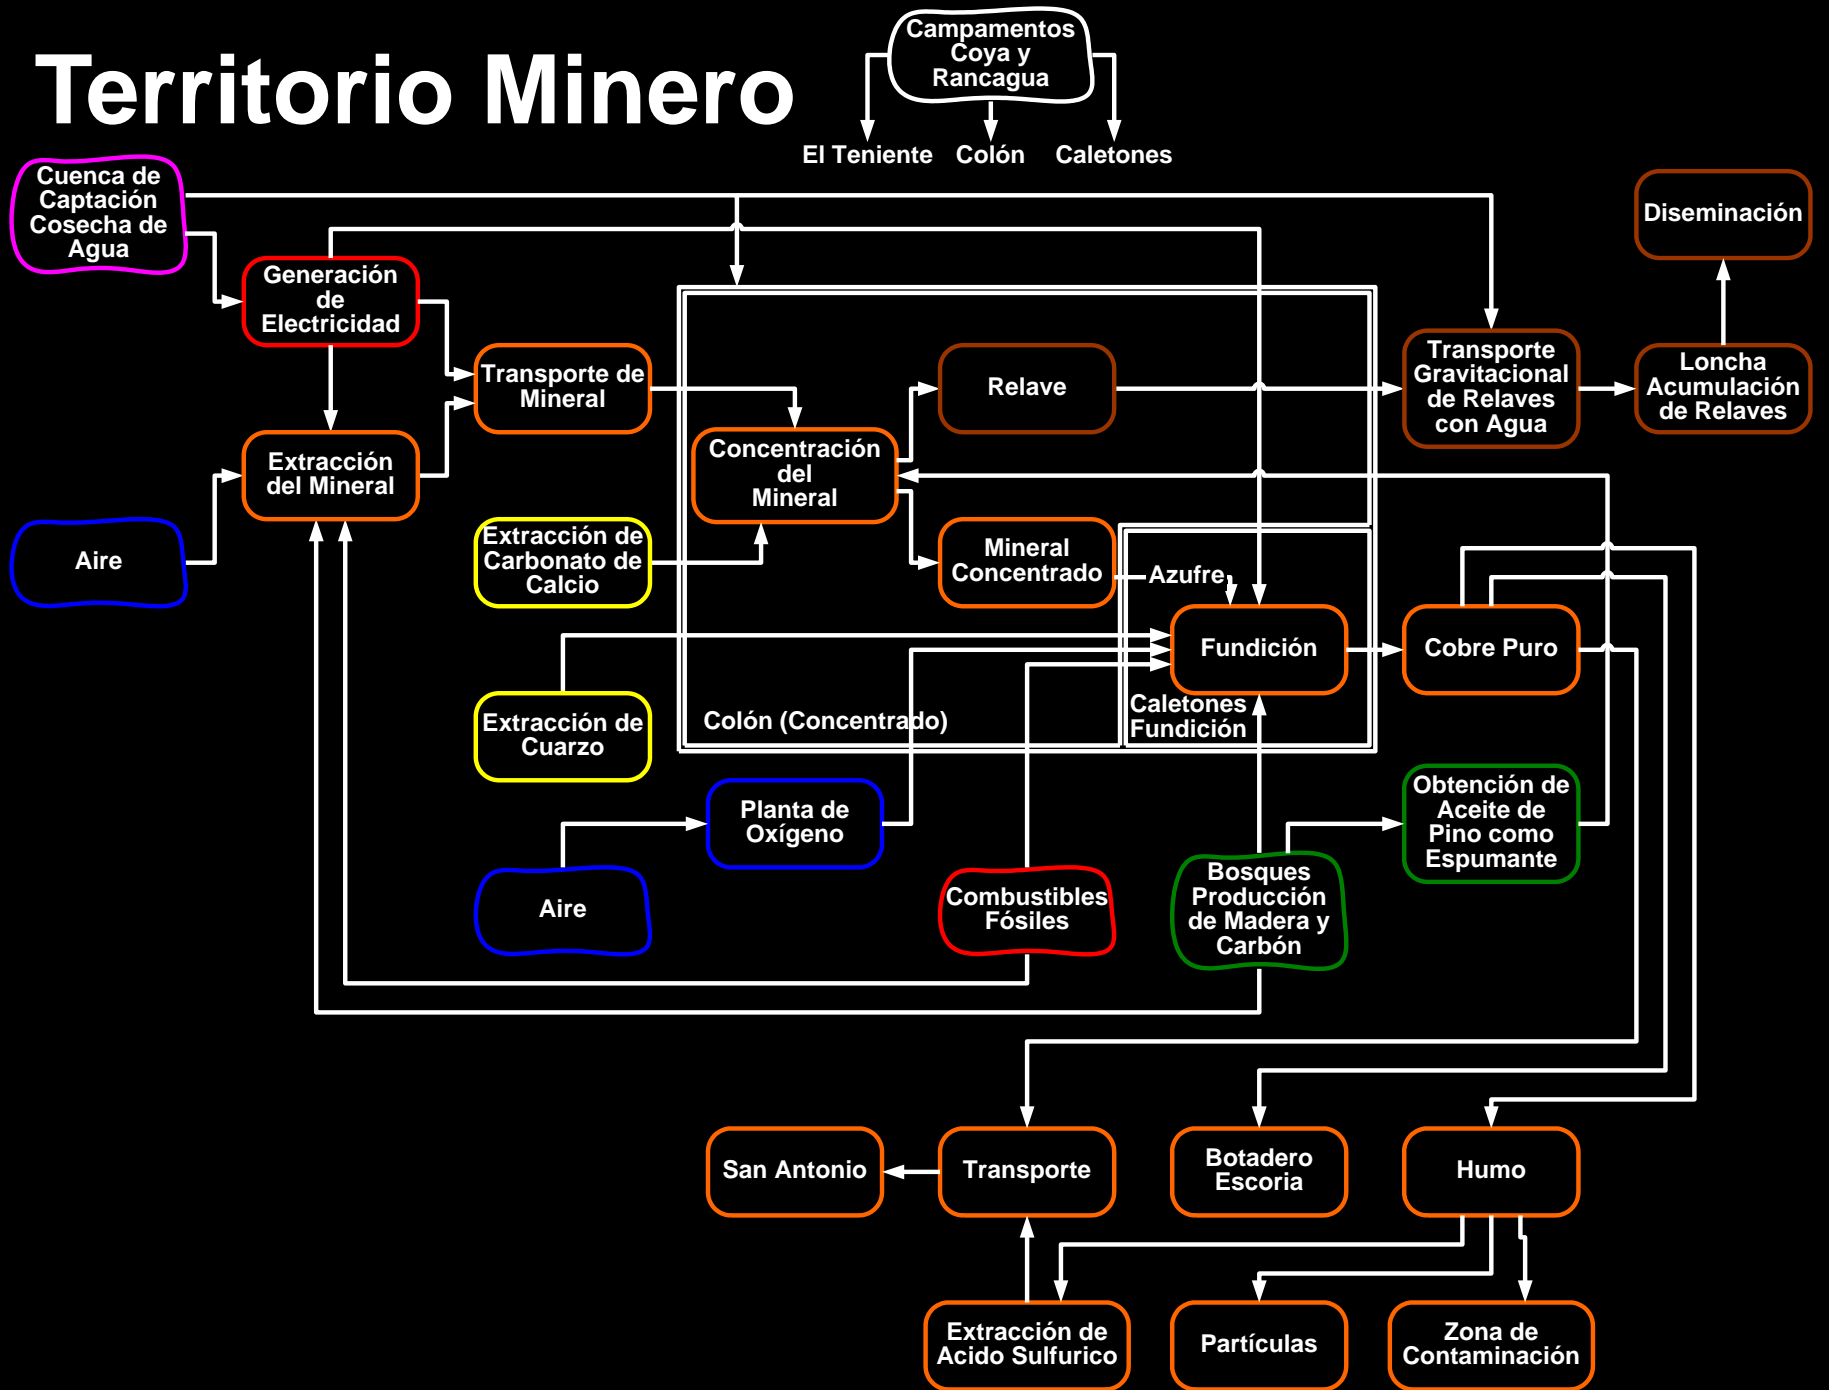 Territorio Minero
Campamentos
Coya y
Rancagua
El Teniente
Colón
Caletones
Cuenca de
Captación
Cosecha de
Agua
Diseminación
Generación
de
Electricidad
Transporte de
Mineral
Relave
Transporte
Gravitacional
de Relaves
con Agua
Loncha
Acumulación
de Relaves
Extracción
del Mineral
Concentración
del
Mineral
Aire
Extracción de
Carbonato de
Calcio
Mineral
Concentrado
Azufre
Fundición
Cobre Puro
Extracción de
Cuarzo
Colón (Concentrado)
Caletones
Fundición
Planta de
Oxígeno
Obtención de
Aceite de
Pino como
Espumante
Aire
Combustibles
Fósiles
Bosques
Producción
de Madera y
Carbón
San Antonio
Transporte
Botadero
Escoria
Humo
Extracción de
Acido Sulfurico
Partículas
Zona de
Contaminación